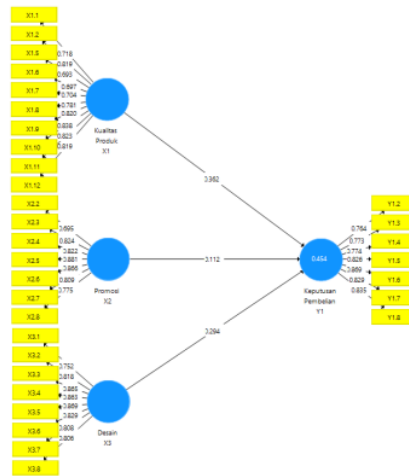 X1.1
X1.2
X1.5
X1.6
X1.7
X1.8
X1.9
X1.10
X1.11
X1.12
0.718
0.819
0.697
0.693
0.704
0.781
0.820
0.838
0.823
0.819
Kualitas
Produk
X1
0.362
X2.2
X2.3
X2.4
X2.5
X2.6
X2.7
X2.8
0.695
0.824
0.822
0.881
0.866
0.809
0.775
Promosi
X2
0.112
X3.1
X3.2
X3.3
X3.4
X3.5
X3.6
X3.7
X3.8
0.752
0.818
0.865
0.863
0.869
0.829
0.808
0.806
Desain
X3
0.294
0.454
Keputusan
Pembelian
Y1
0.764
0.773
0.774
0.826
0.869
0.829
0.835
Y1.2
Y1.3
Y1.4
Y1.5
Y1.6
Y1.7
Y1.8